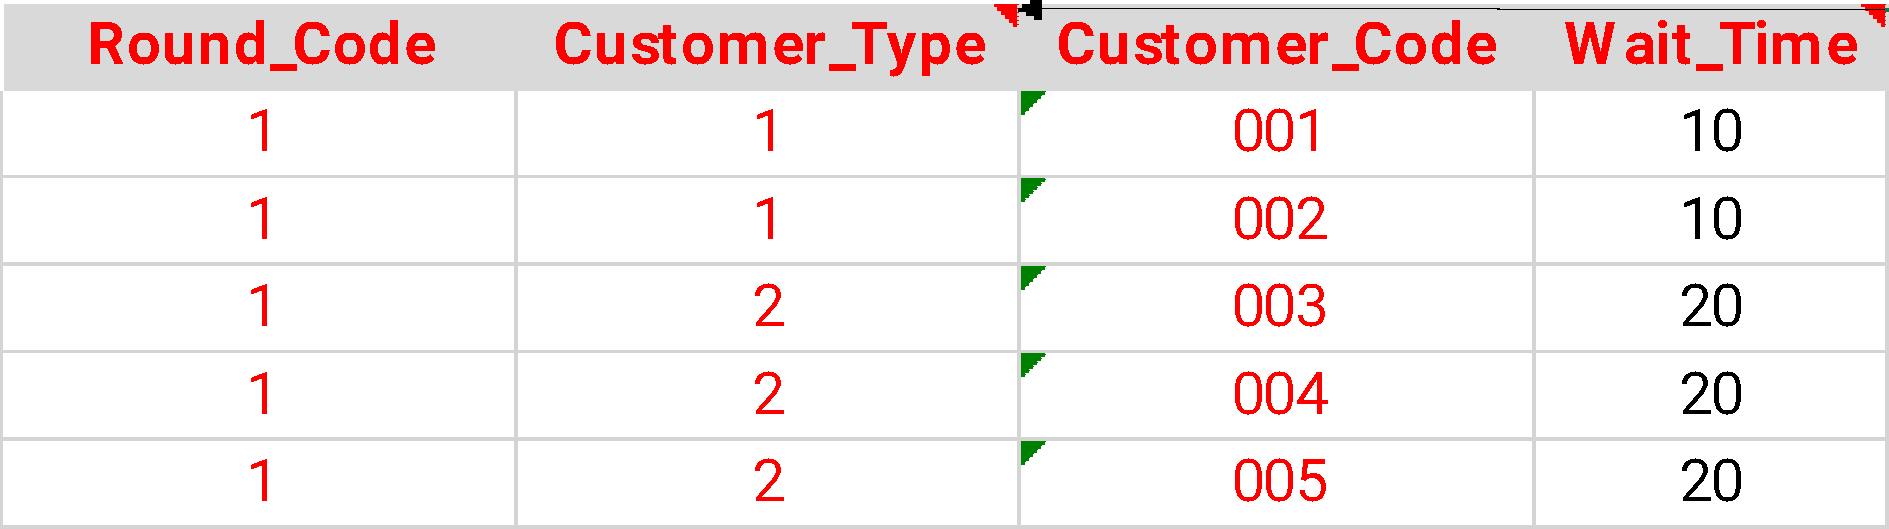 Round_Code Customer_Type Customer_Code Wait_Time
1 1 001 10
1 1 002 10
1 2 003 20
1 2 004 20
1 2 005 20